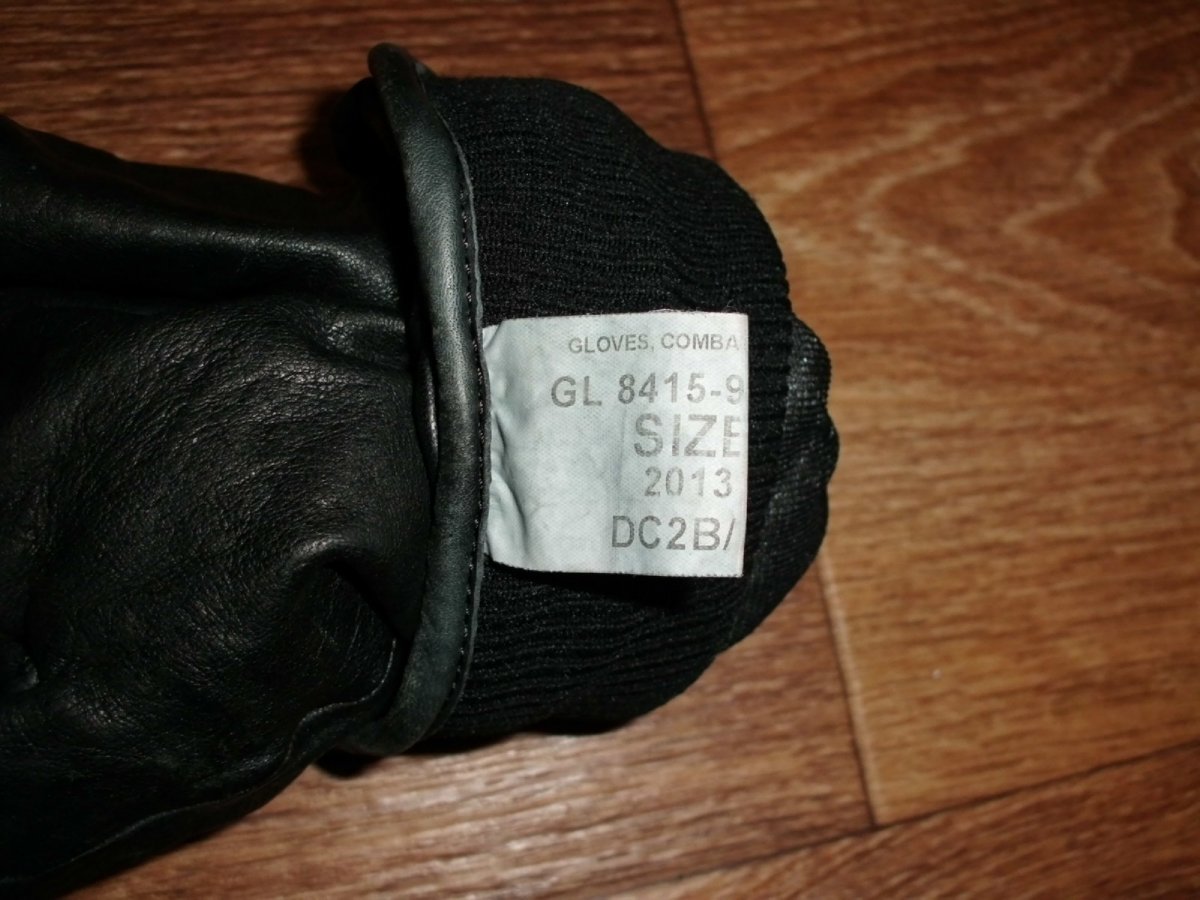 GLOVES, COMBA
GL 8415-9
SIZE
2013
DC2B/